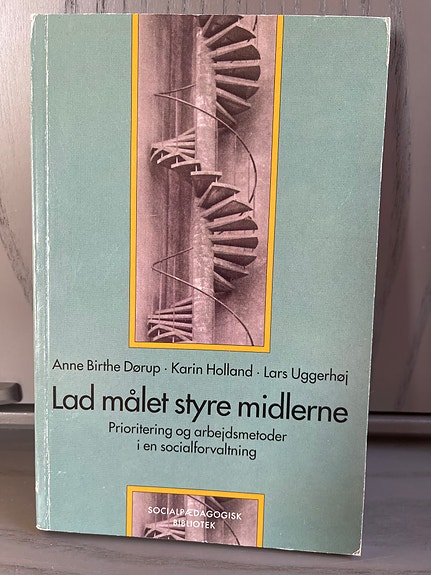 Anne Birthe Dørup · Karin Holland · Lars Uggerhøj
Lad målet styre midlerne
Prioritering og arbejdsmetoder
i en socialforvaltning
SOCIALPÆDAGOGISK
BIBLIOTEK